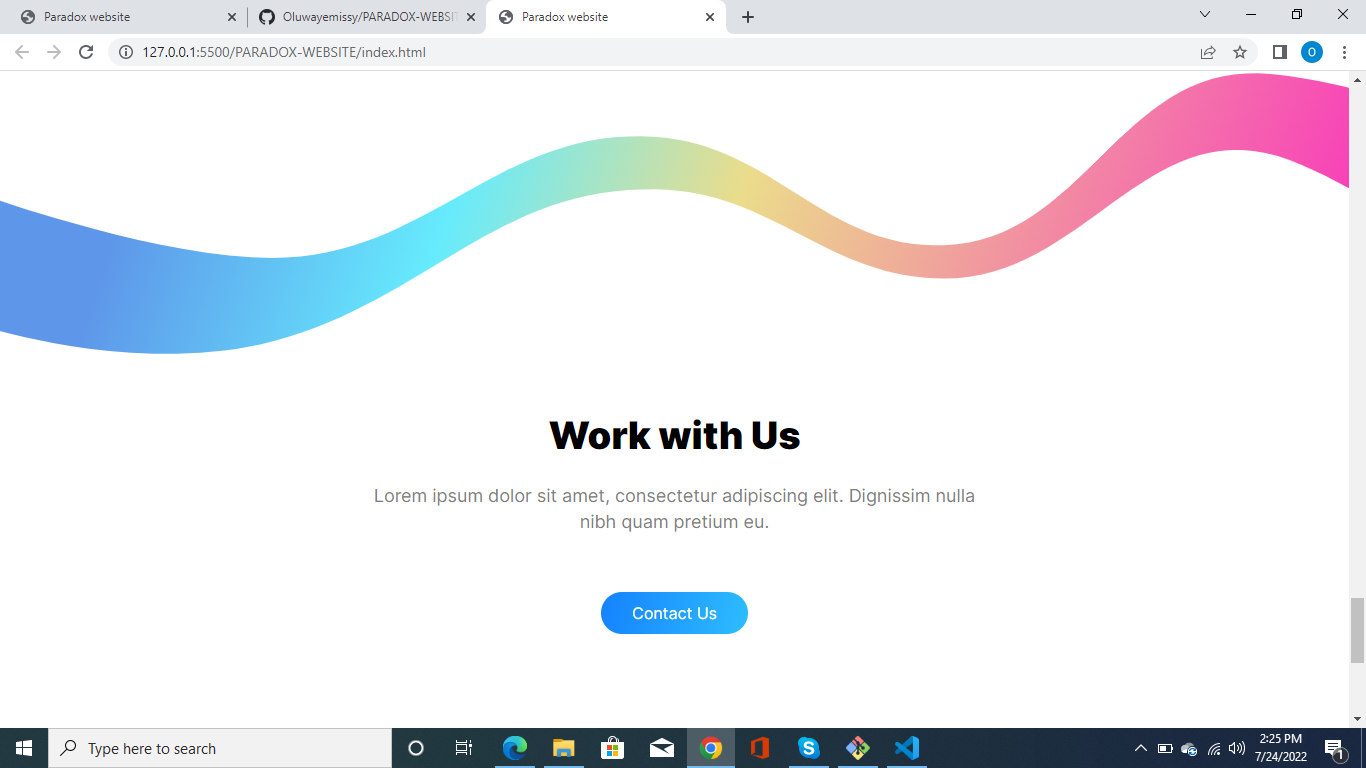 Paradox website
Oluwayemissy/PARADOX-WEBSIT
Paradox website
127.0.0.1:5500/PARADOX-WEBSITE/index.html
O
Work with Us
Lorem ipsum dolor sit amet, consectetur adipiscing elit. Dignissim nulla
nibh quam pretium eu.
Contact Us
Type here to search
2:25 PM
7/24/2022
1